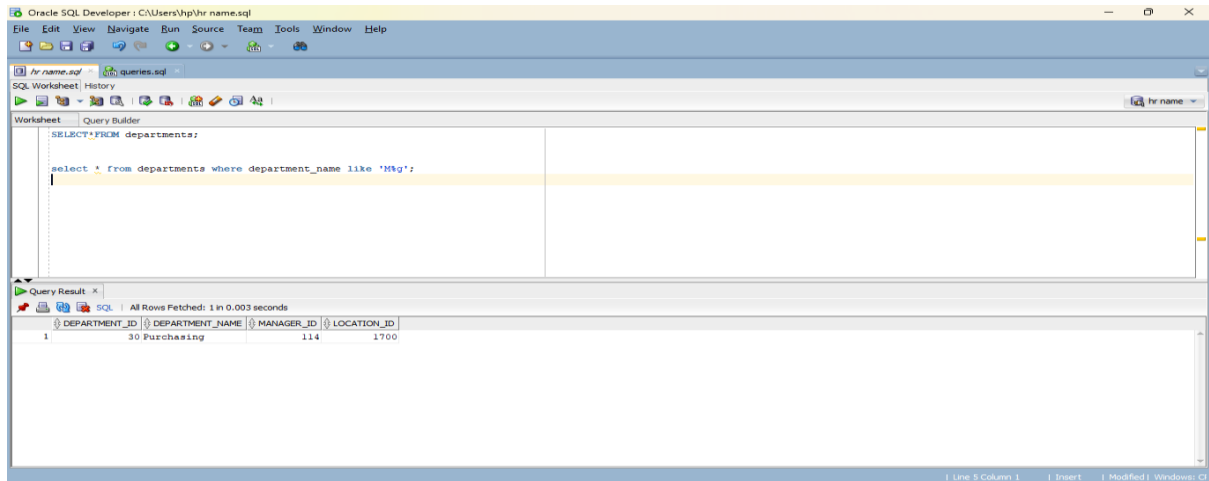 Oracle SQL Developer : C:\Users\hp\hr name.sql
File Edit View Navigate Run Source Team Tools Window Help
hr name.sql queries.sql
SQL Worksheet History
hr name
Worksheet Query Builder
SELECT*FROM departments;
select * from departments where department_name like 'M%g';
Query Result
SQL | All Rows Fetched: 1 in 0.003 seconds
DEPARTMENT_ID DEPARTMENT_NAME MANAGER_ID LOCATION_ID
1 30 Purchasing 114 1700
| Line 5 Column 1 | Insert | Modified | Windows: C